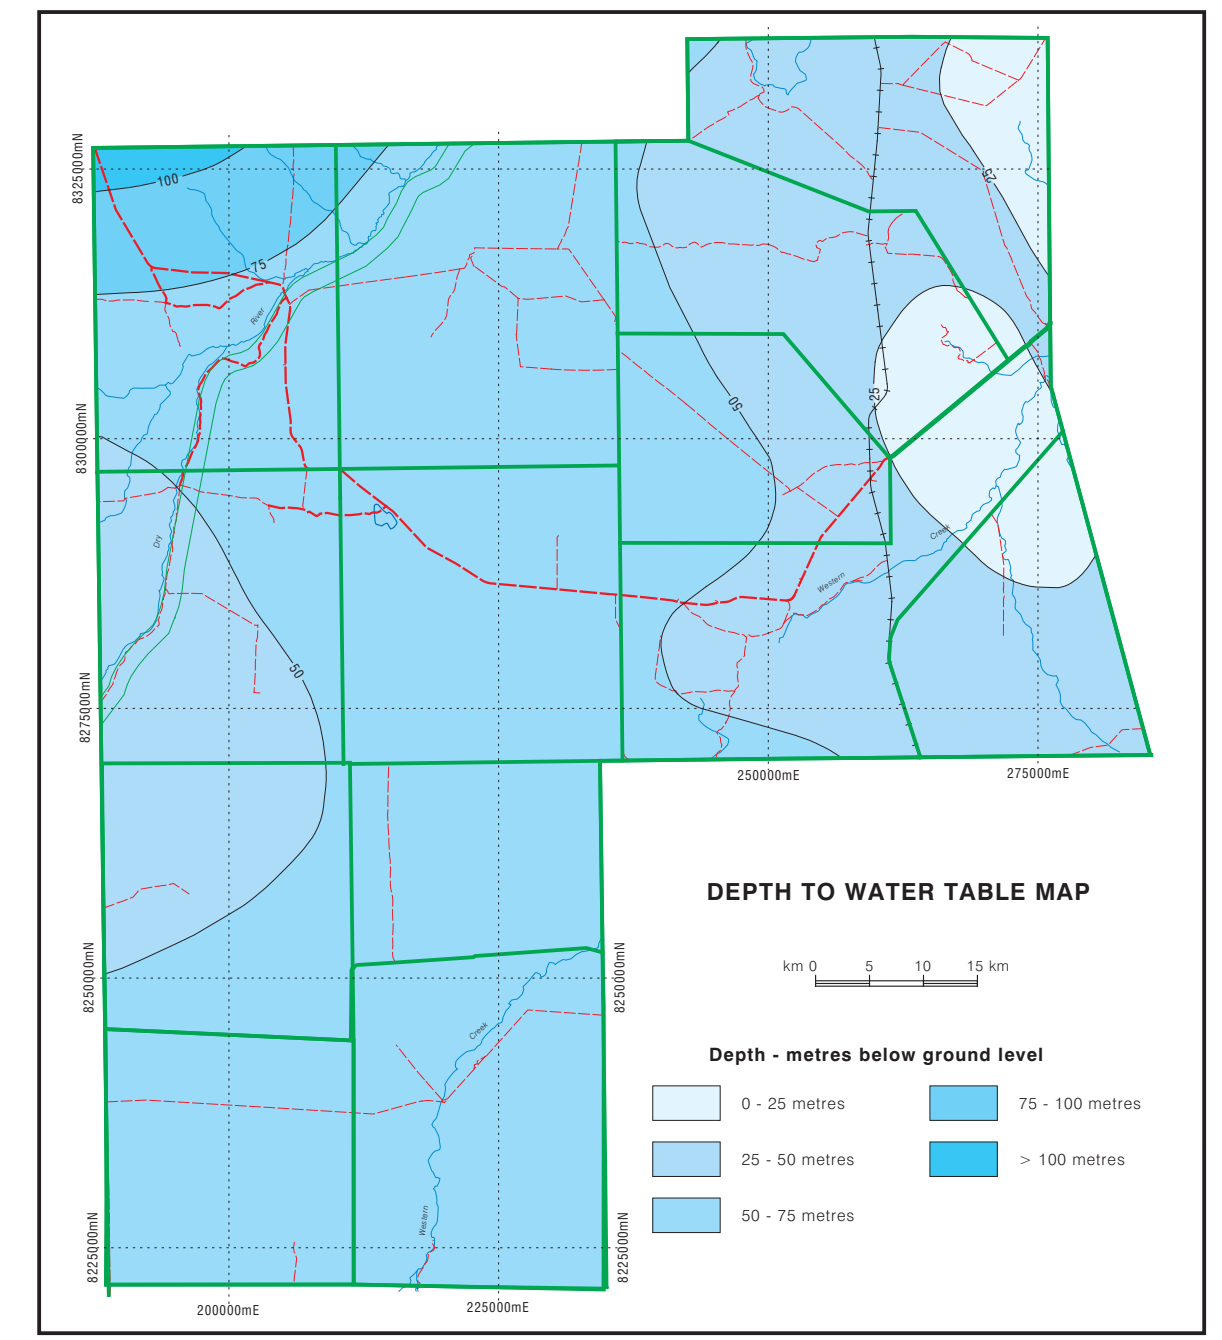 8325000mN
100
75
25
River
25
50
8300000mN
Dry
Creek
Western
50
8275000mN
250000mE
275000mE
DEPTH TO WATER TABLE MAP
8250000mN
8250000mN
km 0 5 10 15 km
Creek
Depth - metres below ground level
0 - 25 metres
75 - 100 metres
25 - 50 metres
> 100 metres
50 - 75 metres
Western
8225000mN
8225000mN
200000mE
225000mE